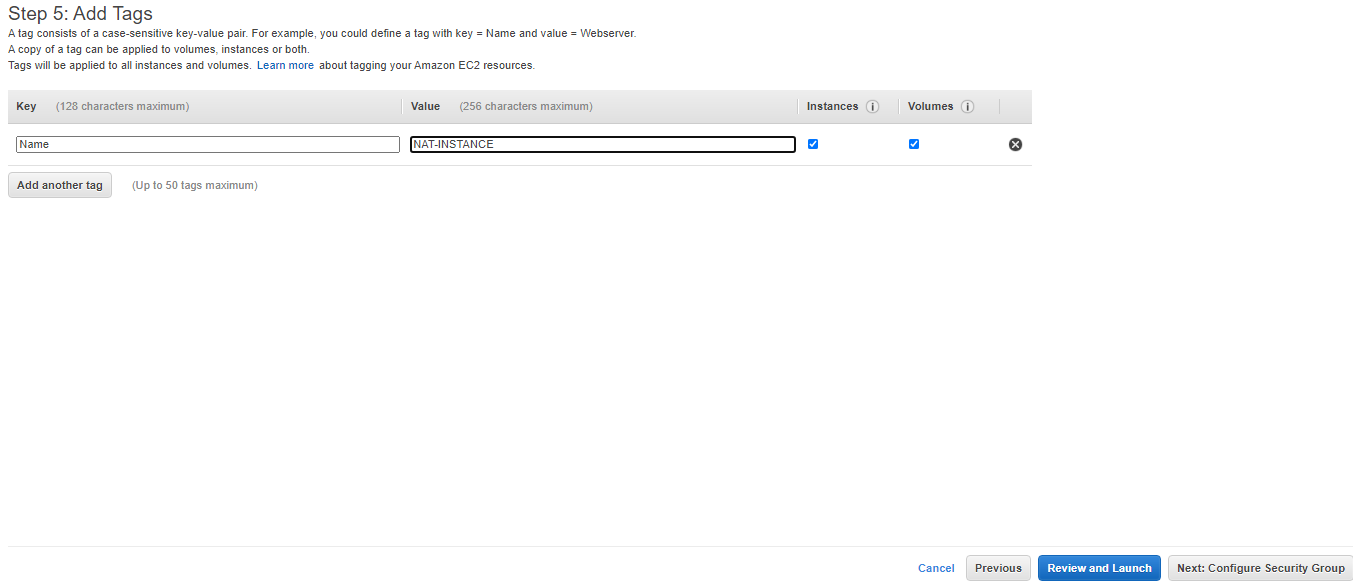 Step 5: Add Tags
A tag consists of a case-sensitive key-value pair. For example, you could define a tag with key = Name and value = Webserver.
A copy of a tag can be applied to volumes, instances or both.
Tags will be applied to all instances and volumes. Learn more about tagging your Amazon EC2 resources.
Key (128 characters maximum) Value (256 characters maximum) Instances i Volumes i
Name NAT-INSTANCE
Add another tag (Up to 50 tags maximum)
Cancel Previous Review and Launch Next: Configure Security Group